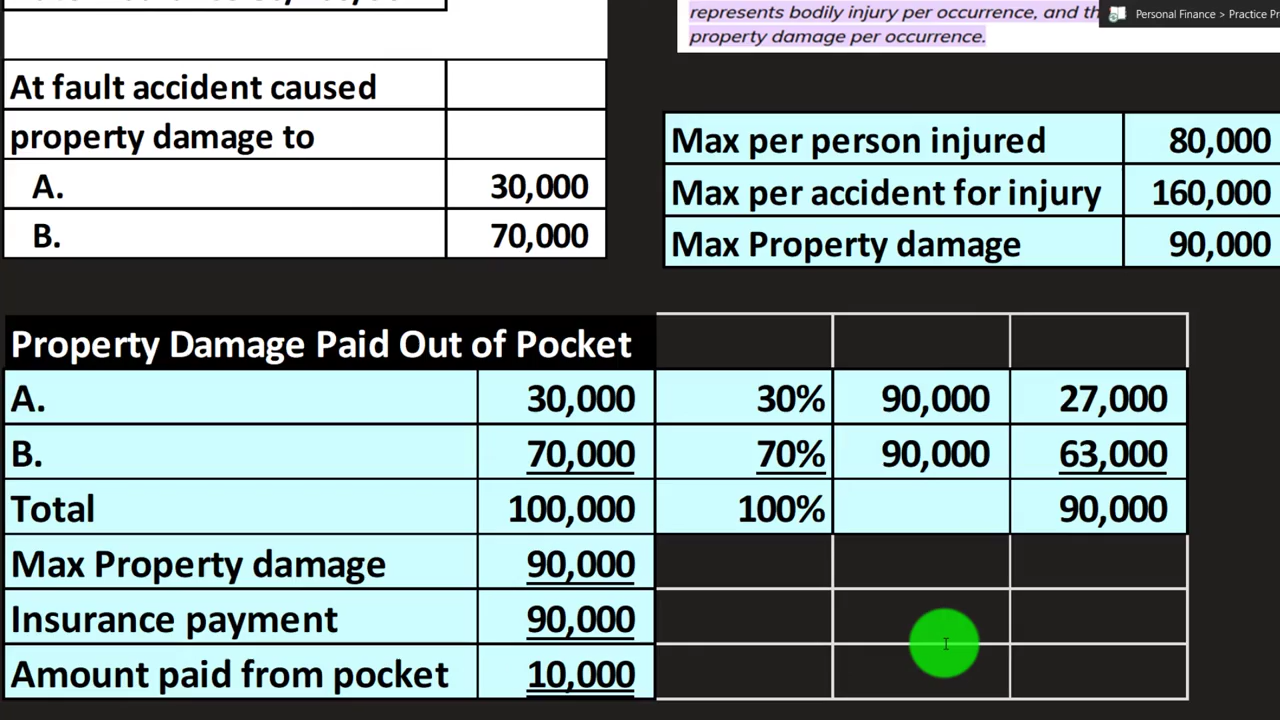 represents bodily injury per occurrence, and th
property damage per occurrence.
Personal Finance > Practice Pr
At fault accident caused
property damage to
A. 30,000
B. 70,000
Max per person injured 80,000
Max per accident for injury 160,000
Max Property damage 90,000
Property Damage Paid Out of Pocket
A. 30,000 30% 90,000 27,000
B. 70,000 70% 90,000 63,000
Total 100,000 100% 90,000
Max Property damage 90,000
Insurance payment 90,000
Amount paid from pocket 10,000